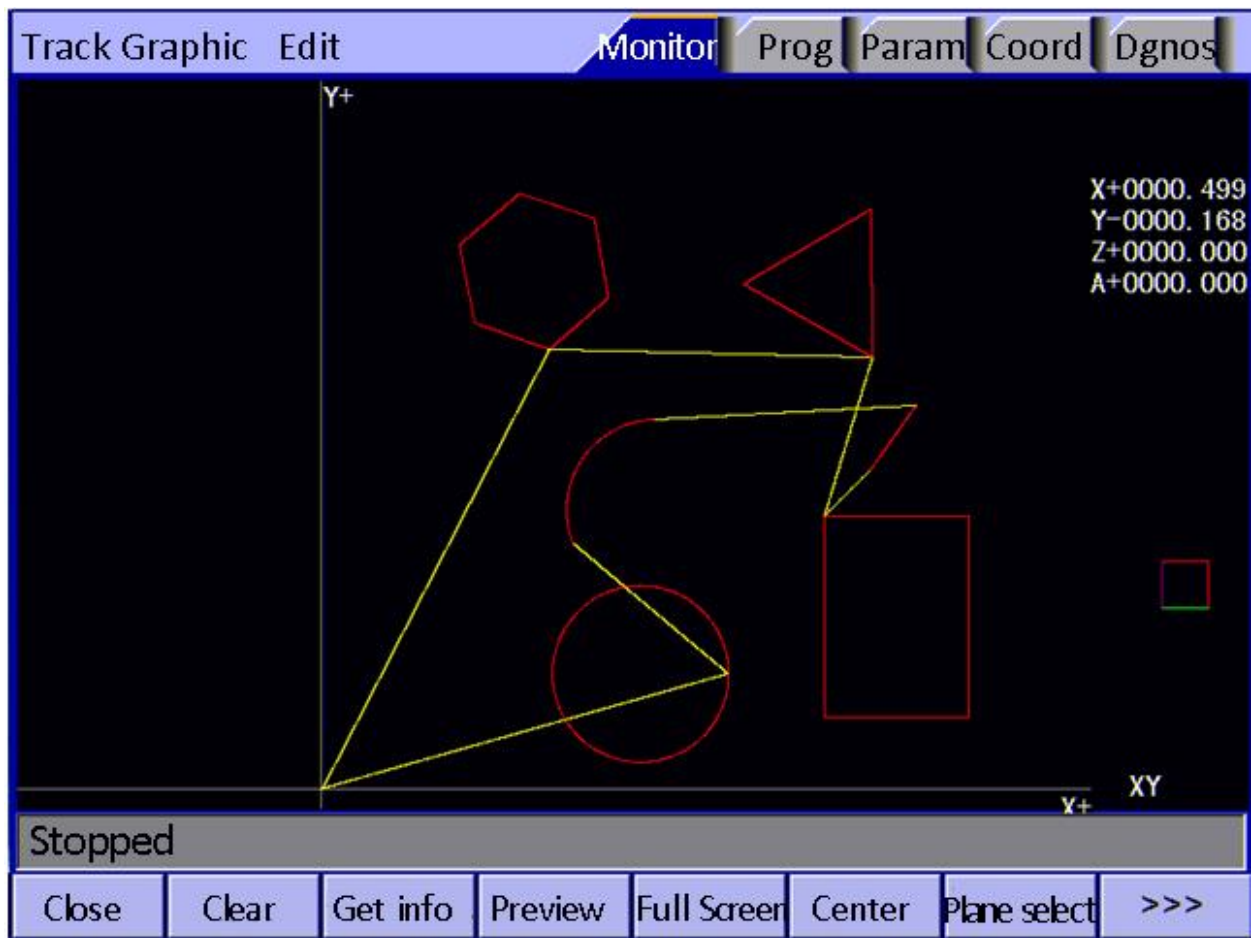 Track Graphic Edit Monitor Prog Param Coord Dgnos
Y+
X+0000.499
Y-0000.168
Z+0000.000
A+0000.000
XY
X+
Stopped
Close Clear Get info Preview Full Screen Center Plane select >>>